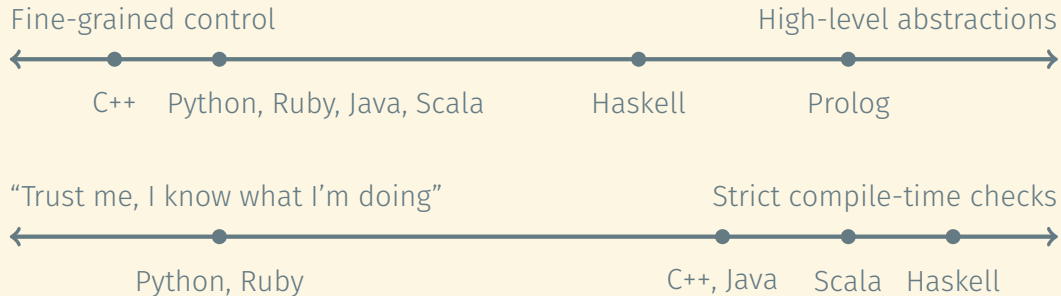 Fine-grained control High-level abstractions
C++ Python, Ruby, Java, Scala Haskell Prolog
“Trust me, I know what I’m doing” Strict compile-time checks
Python, Ruby C++, Java Scala Haskell